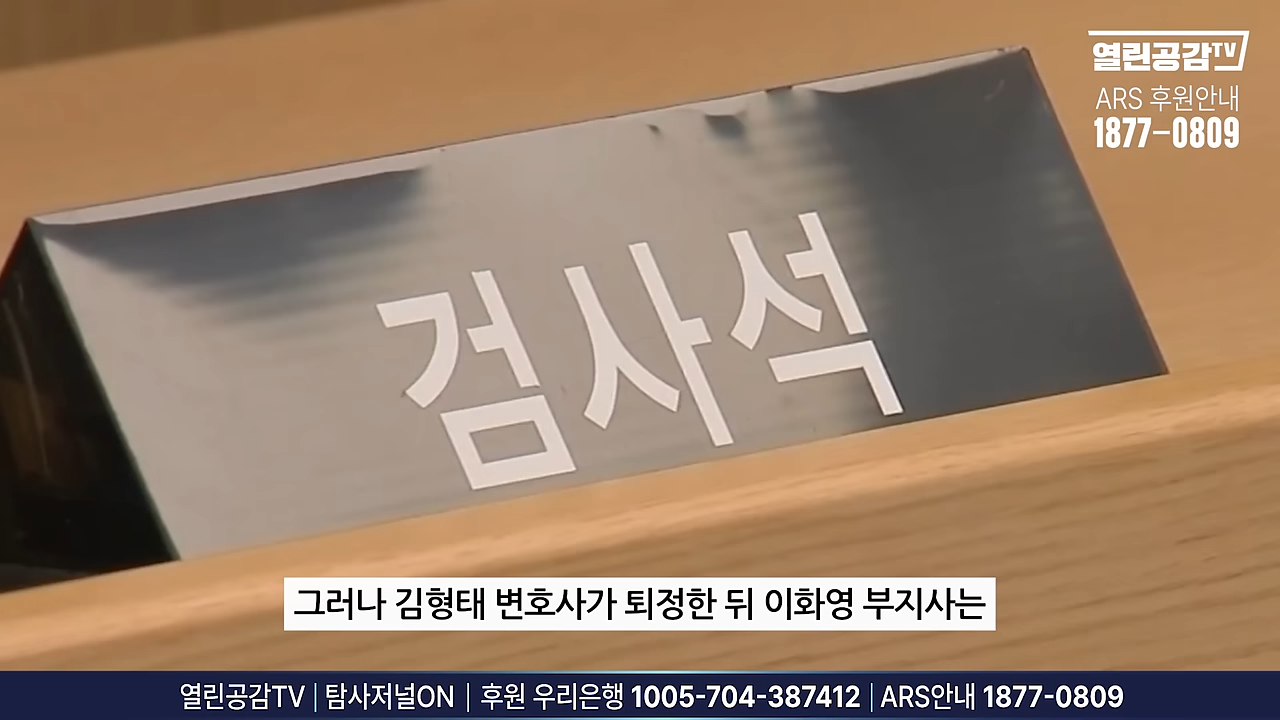 열린공감TV
ARS 후원안내
1877-0809
검사석
그러나 김형태 변호사가 퇴정한 뒤 이화영 부지사는
열린공감TV | 탐사저널ON | 후원 우리은행 1005-704-387412 | ARS안내 1877-0809